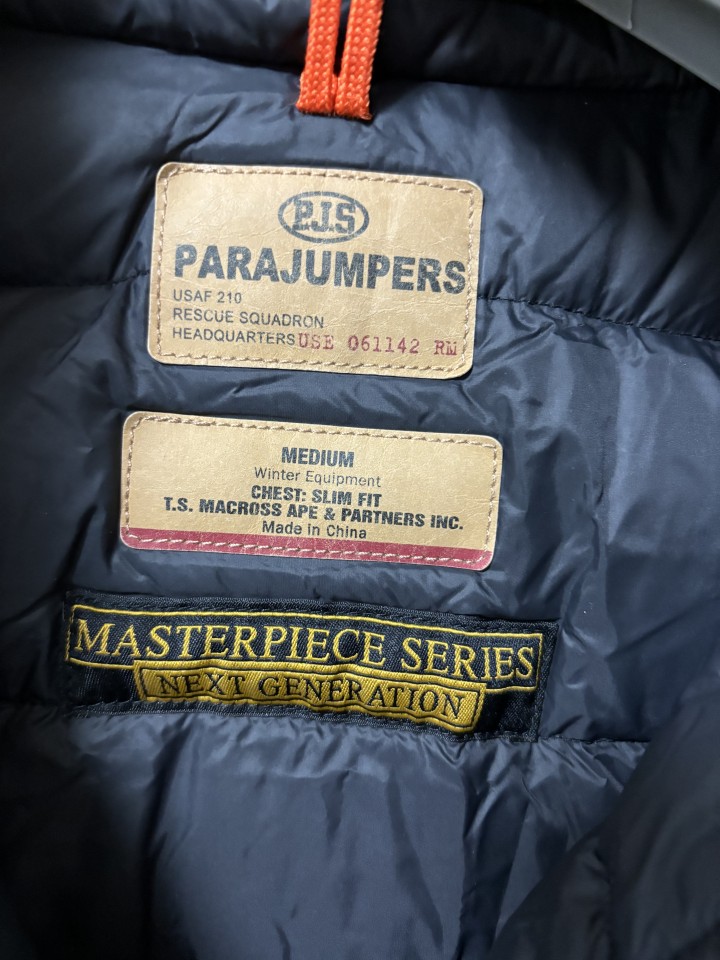 P.J.S
PARAJUMPERS
USAF 210
RESCUE SQUADRON
HEADQUARTERS USE 061142 RM
MEDIUM
Winter Equipment
CHEST: SLIM FIT
T.S. MACROSS APE & PARTNERS INC.
Made in China
MASTERPIECE SERIES
NEXT GENERATION